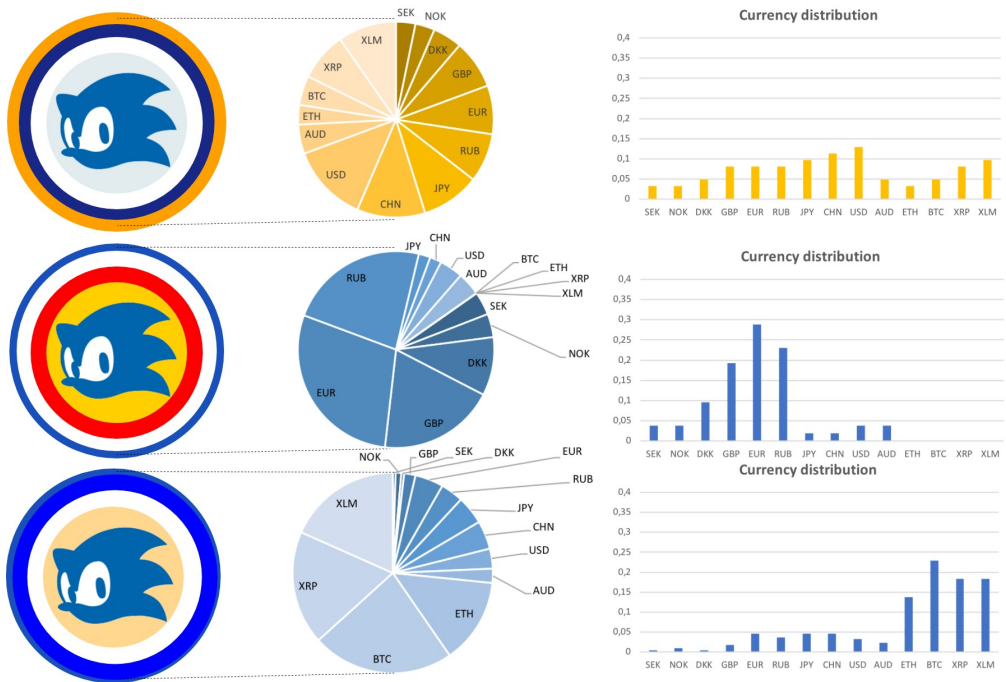 SEK
NOK
DKK
GBP
EUR
RUB
JPY
CHN
USD
AUD
ETH
BTC
XRP
XLM
Currency distribution
0,4
0,35
0,3
0,25
0,2
0,15
0,1
0,05
0
SEK NOK DKK GBP EUR RUB JPY CHN USD AUD ETH BTC XRP XLM
JPY
CHN
USD
AUD
BTC
ETH
XRP
XLM
SEK
NOK
DKK
GBP
EUR
RUB
Currency distribution
0,4
0,35
0,3
0,25
0,2
0,15
0,1
0,05
0
SEK NOK DKK GBP EUR RUB JPY CHN USD AUD ETH BTC XRP XLM
NOK
GBP
SEK
DKK
EUR
RUB
JPY
CHN
USD
AUD
ETH
BTC
XRP
XLM
Currency distribution
0,4
0,35
0,3
0,25
0,2
0,15
0,1
0,05
0
SEK NOK DKK GBP EUR RUB JPY CHN USD AUD ETH BTC XRP XLM